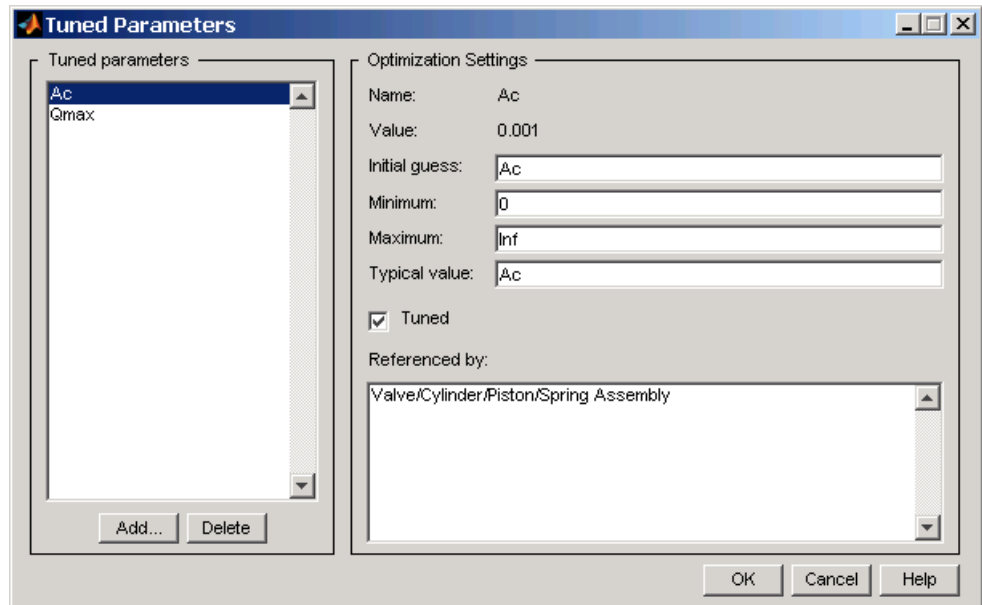 Tuned Parameters
Tuned parameters
Ac
Qmax
Add...
Delete
Optimization Settings
Name: Ac
Value: 0.001
Initial guess: Ac
Minimum: 0
Maximum: Inf
Typical value: Ac
Tuned
Referenced by:
Valve/Cylinder/Piston/Spring Assembly
OK Cancel Help